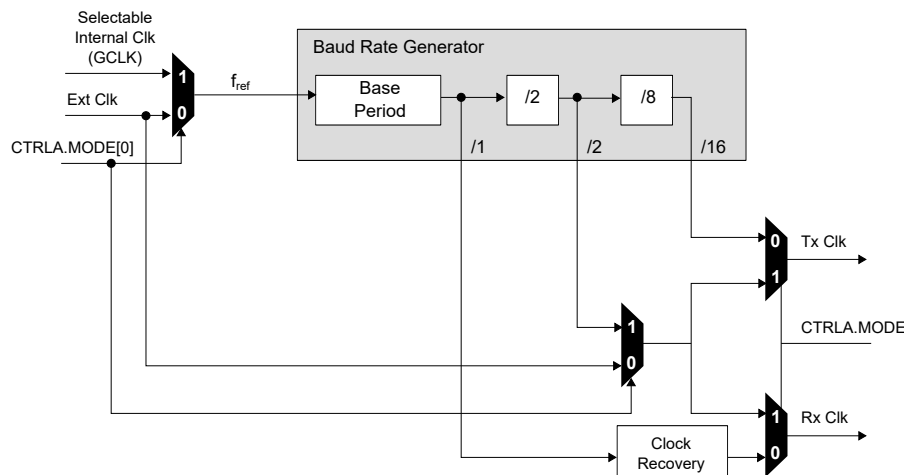 Selectable
Internal Clk
(GCLK)
Baud Rate Generator
1
fref
Base
Period
/2
/8
Ext Clk
0
CTRLA.MODE[0]
/1
/2
/16
0
Tx Clk
1
1
CTRLA.MODE
0
1
Rx Clk
Clock
Recovery
0